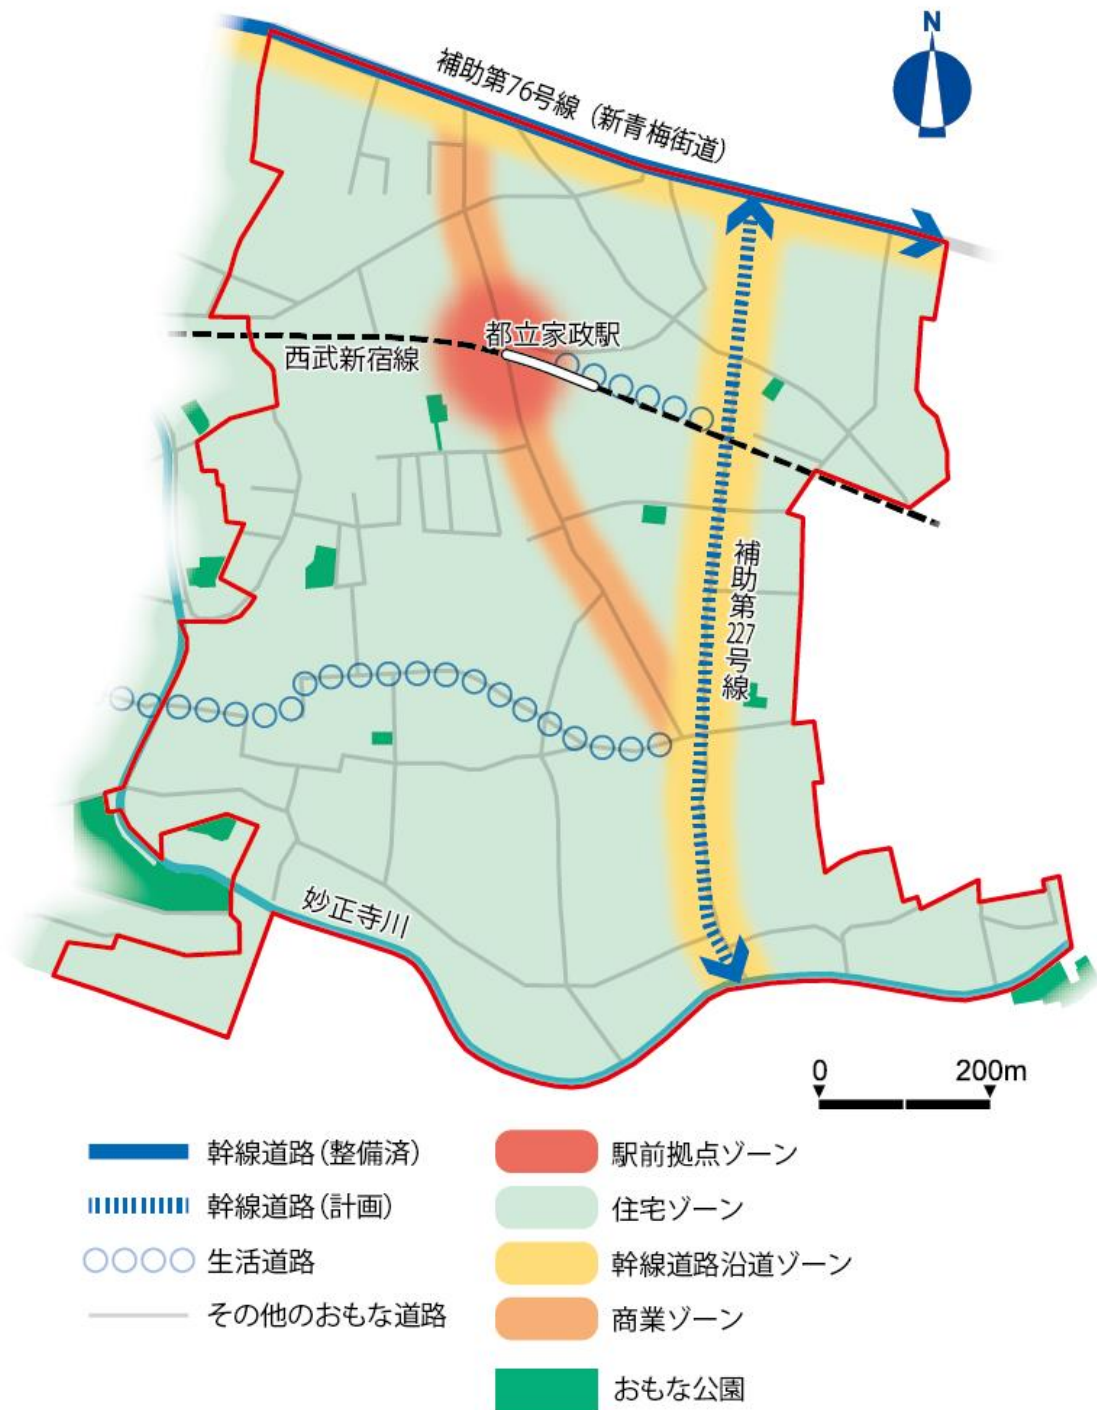 N
補助第76号線（新青梅街道）
都立家政駅
西武新宿線
補助第227号線
妙正寺川
0 200m
幹線道路（整備済）
幹線道路（計画）
生活道路
その他のおもな道路
駅前拠点ゾーン
住宅ゾーン
幹線道路沿道ゾーン
商業ゾーン
おもな公園